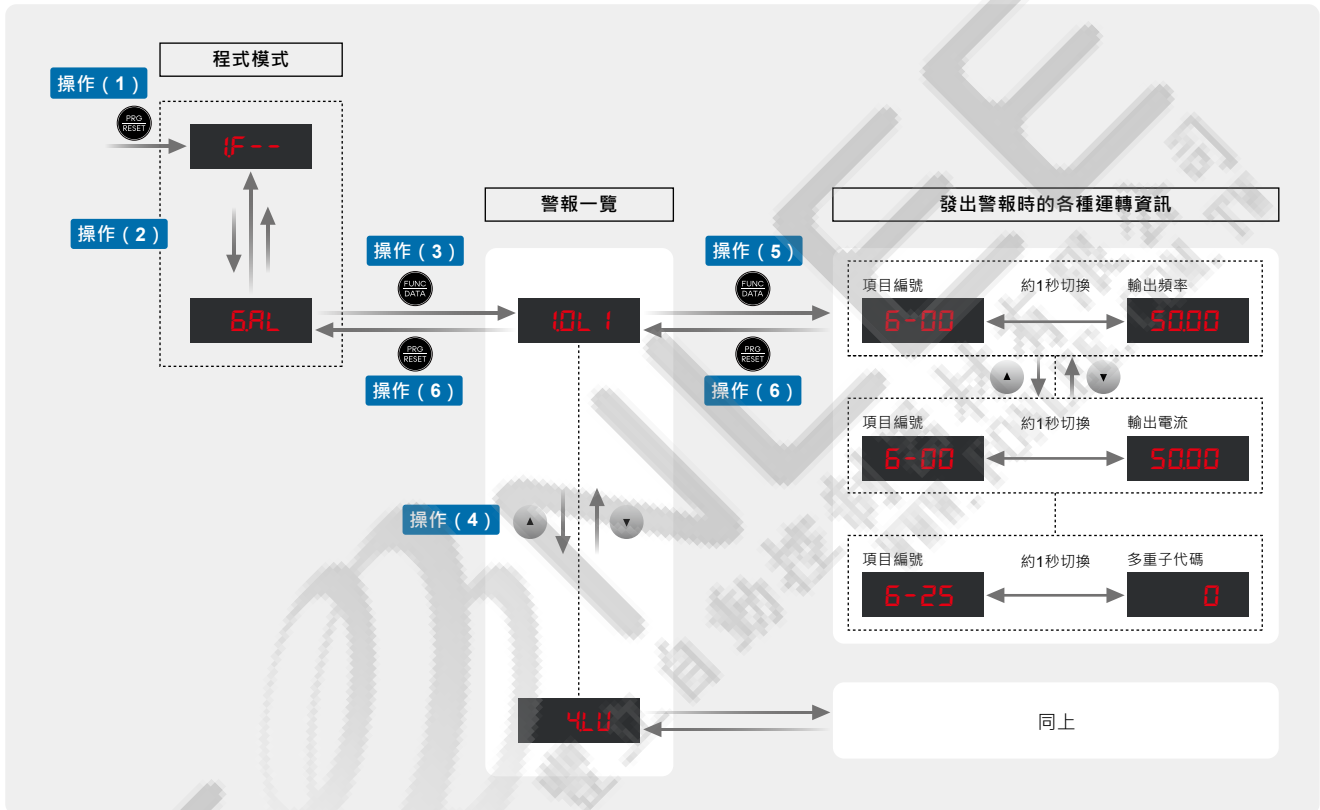 程式模式
操作(1)
PRG
RESET
1.F--
操作(2)
6.AL
警報一覽
操作(3)
FUNC
DATA
PRG
RESET
操作(6)
1.OL1
操作(4)
▲
▼
4.LU
發出警報時的各種運轉資訊
操作(5)
FUNC
DATA
PRG
RESET
操作(6)
項目編號 約1秒切換 輸出頻率
6-00 50.00
▲ ▼
項目編號 約1秒切換 輸出電流
6-00 50.00
項目編號 約1秒切換 多重子代碼
6-25 0
同上